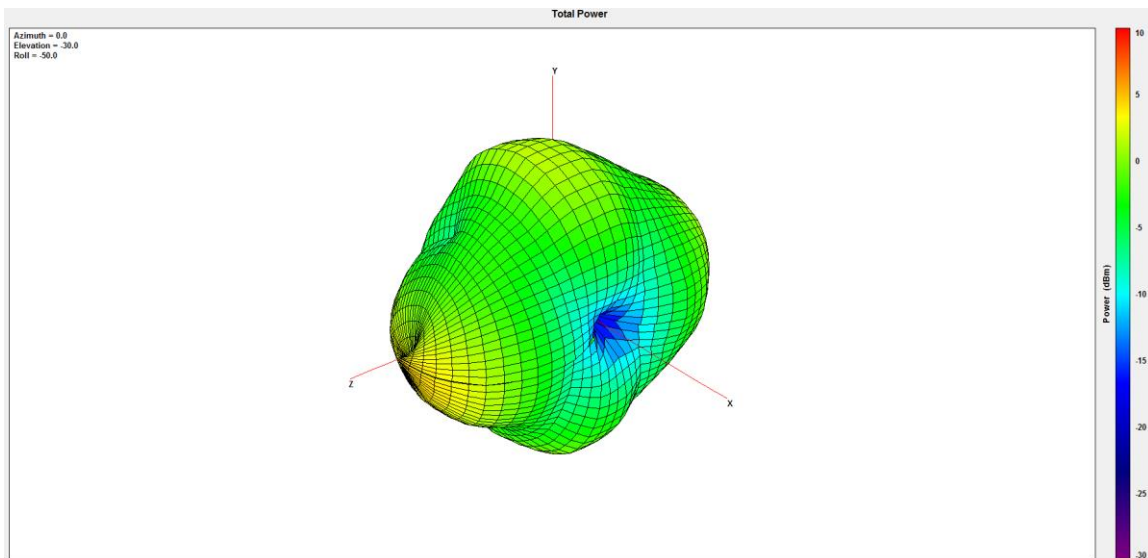 Total Power
Azimuth = 0.0
Elevation = -30.0
Roll = -50.0
Y
Z
X
10
5
0
-5
-10
-15
-20
-25
-30
Power (dBm)